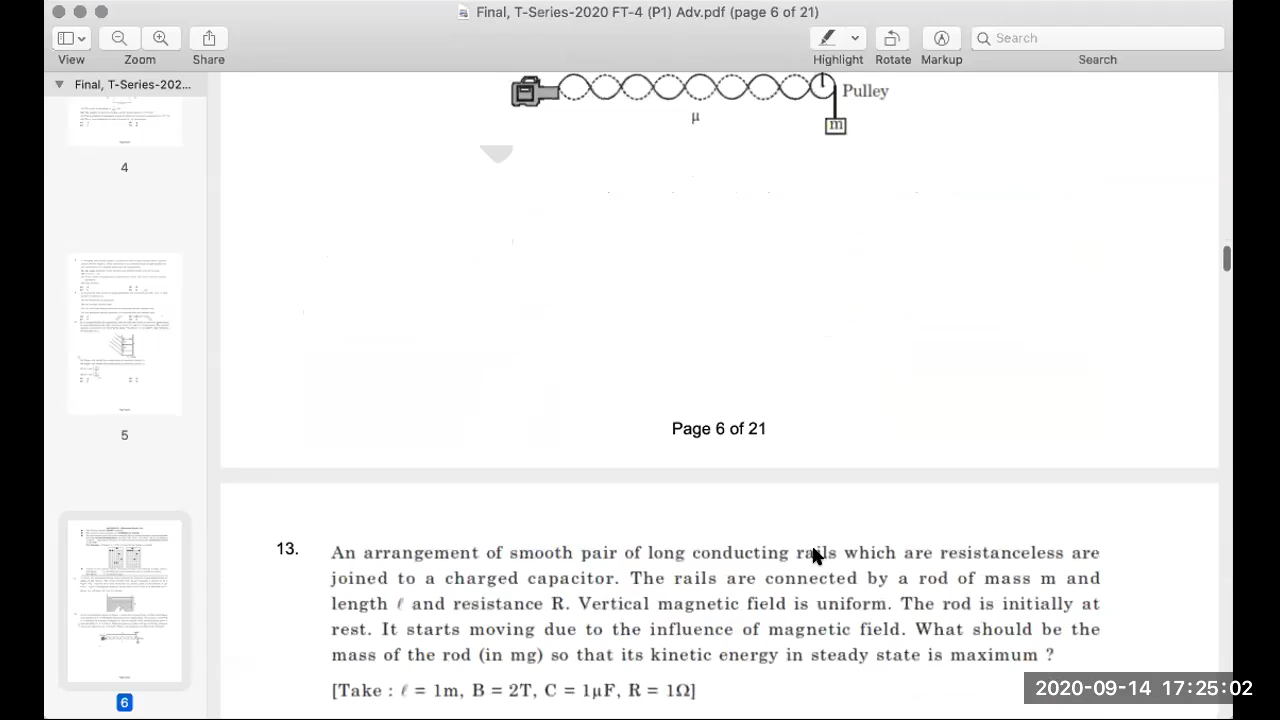 Final, T-Series-2020 FT-4 (P1) Adv.pdf (page 6 of 21)
View
Zoom
Share
Highlight
Rotate
Markup
Search
Search
Final, T-Series-202...
4
5
6
Pulley
μ
m
Page 6 of 21
13.
An arrangement of smooth pair of long conducting rails which are resistanceless are
joined to a charged capacitor. The rails are connected by a rod of mass m and
length ℓ and resistance R. Vertical magnetic field is uniform. The rod is initially at
rest. It starts moving due to the influence of magnetic field. What should be the
mass of the rod (in mg) so that its kinetic energy in steady state is maximum ?
[Take : ℓ = 1m, B = 2T, C = 1μF, R = 1Ω]
2020-09-14 17:25:02